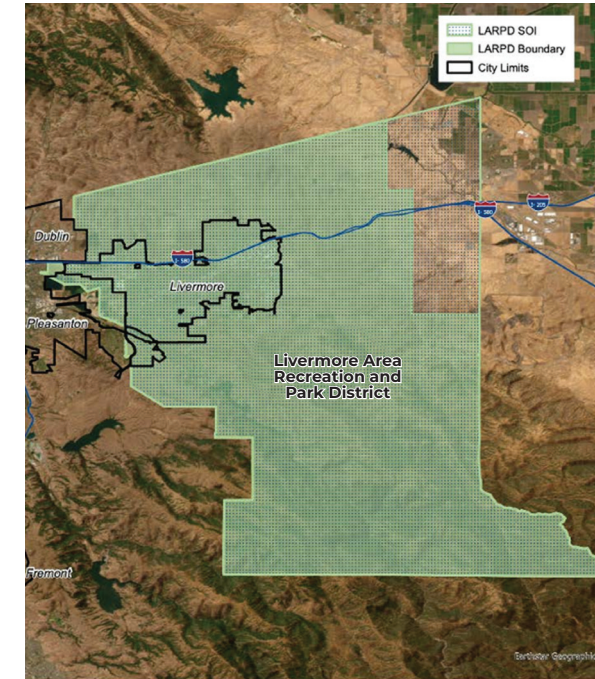 LARPD SOI
LARPD Boundary
City Limits
I- 205
I- 580
Dublin
I- 580
Livermore
Pleasanton
Livermore Area
Recreation and
Park District
Fremont
Earthstar Geographic